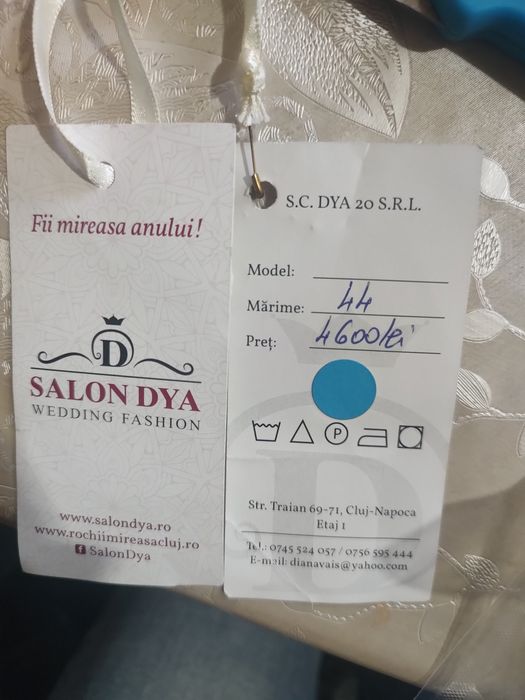 Fii mireasa anului!
D
SALON DYA
WEDDING FASHION
www.salondya.ro
www.rochiimireasacluj.ro
SalonDya
S.C. DYA 20 S.R.L.
Model:
Mărime: 44
Preț: 4600 lei
P
Str. Traian 69-71, Cluj-Napoca
Etaj 1
Tel.: 0745 524 057 / 0756 595 444
E-mail: dianavais@yahoo.com